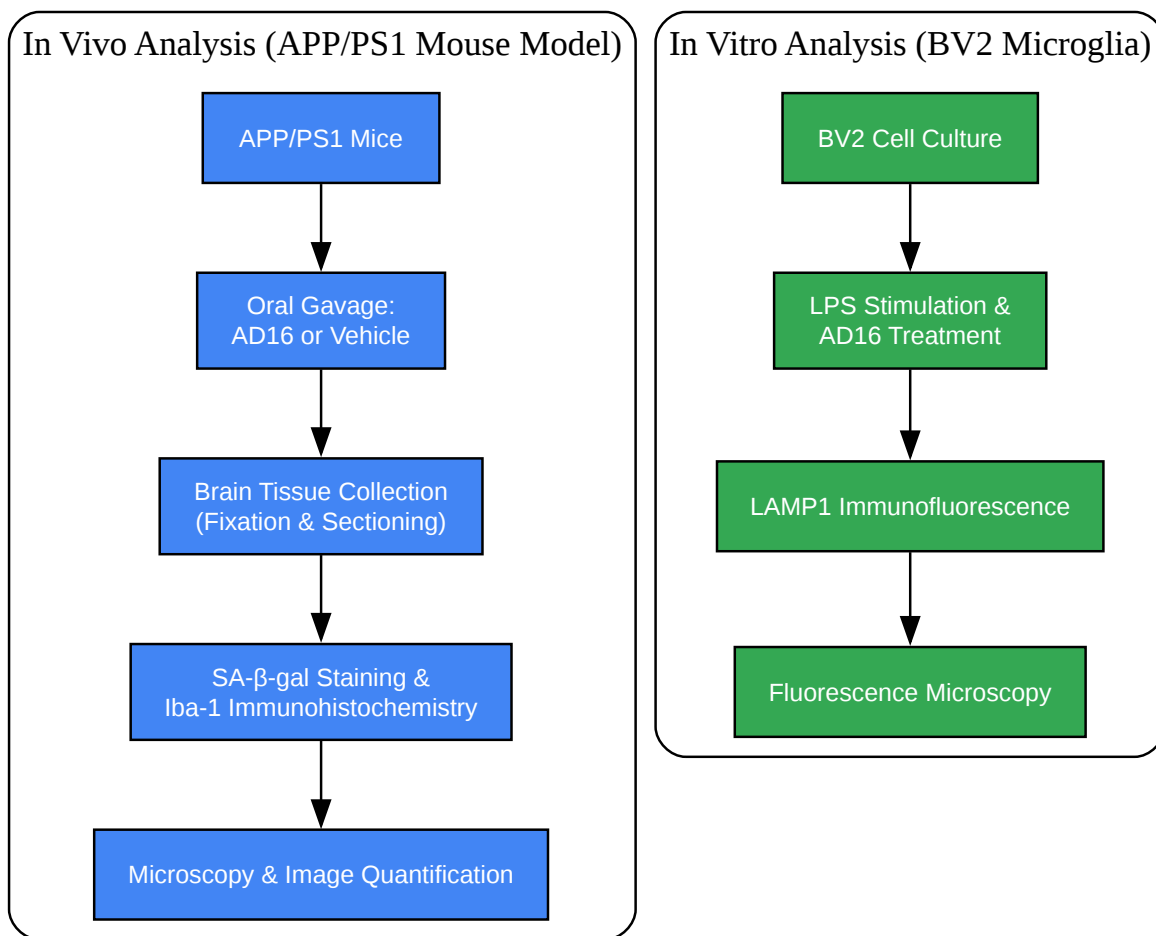 In Vivo Analysis (APP/PS1 Mouse Model)
APP/PS1 Mice
Oral Gavage:
AD16 or Vehicle
Brain Tissue Collection
(Fixation & Sectioning)
SA-β-gal Staining &
Iba-1 Immunohistochemistry
Microscopy & Image Quantification
In Vitro Analysis (BV2 Microglia)
BV2 Cell Culture
LPS Stimulation &
AD16 Treatment
LAMP1 Immunofluorescence
Fluorescence Microscopy